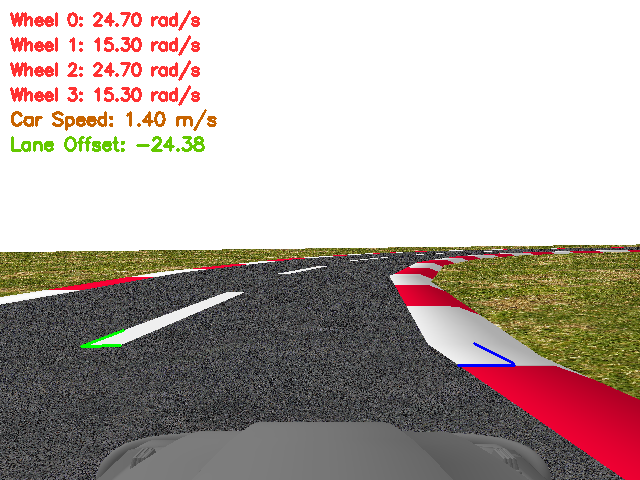 Wheel 0: 24.70 rad/s
Wheel 1: 15.30 rad/s
Wheel 2: 24.70 rad/s
Wheel 3: 15.30 rad/s
Car Speed: 1.40 m/s
Lane Offset: -24.38